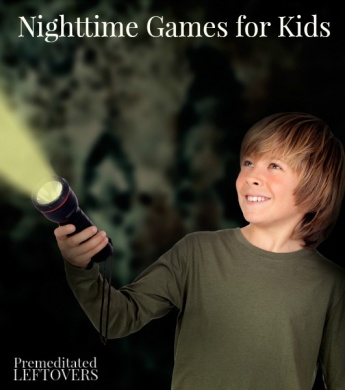 Nighttime Games for Kids
Premeditated
LEFTOVERS